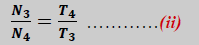 N₃/N₄ = T₄/T₃ …………(ii)